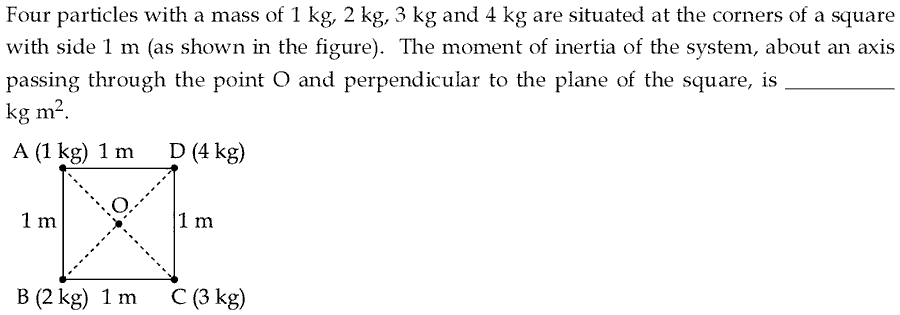 Four particles with a mass of 1 kg, 2 kg, 3 kg and 4 kg are situated at the corners of a square
with side 1 m (as shown in the figure). The moment of inertia of the system, about an axis
passing through the point O and perpendicular to the plane of the square, is __________
kg m².
A (1 kg) 1 m D (4 kg)
O
1 m 1 m
B (2 kg) 1 m C (3 kg)